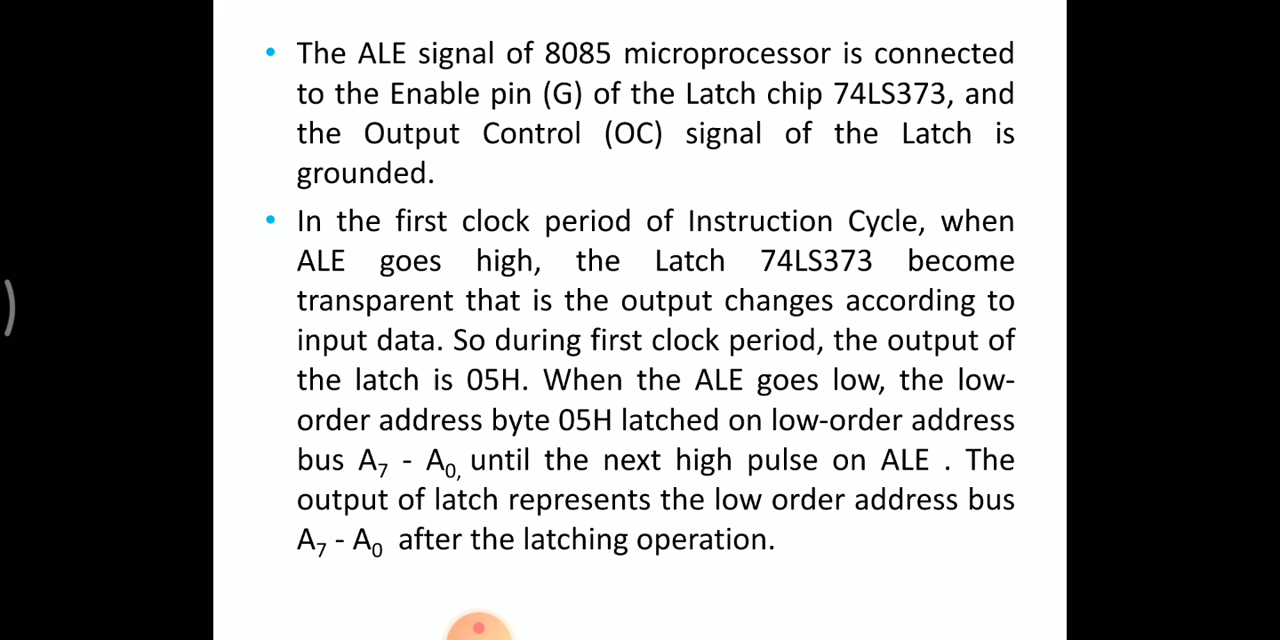 • The ALE signal of 8085 microprocessor is connected
to the Enable pin (G) of the Latch chip 74LS373, and
the Output Control (OC) signal of the Latch is
grounded.
• In the first clock period of Instruction Cycle, when
ALE goes high, the Latch 74LS373 become
transparent that is the output changes according to
input data. So during first clock period, the output of
the latch is 05H. When the ALE goes low, the low-
order address byte 05H latched on low-order address
bus A₇ - A₀, until the next high pulse on ALE . The
output of latch represents the low order address bus
A₇ - A₀ after the latching operation.